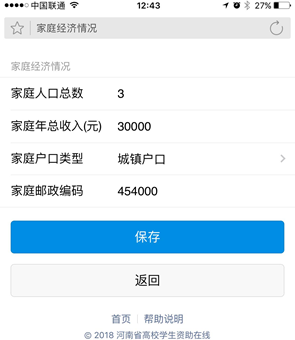 中国联通 12:43 27%
家庭经济情况
家庭经济情况
家庭人口总数 3
家庭年总收入(元) 30000
家庭户口类型 城镇户口
家庭邮政编码 454000
保存
返回
首页 | 帮助说明
© 2018 河南省高校学生资助在线